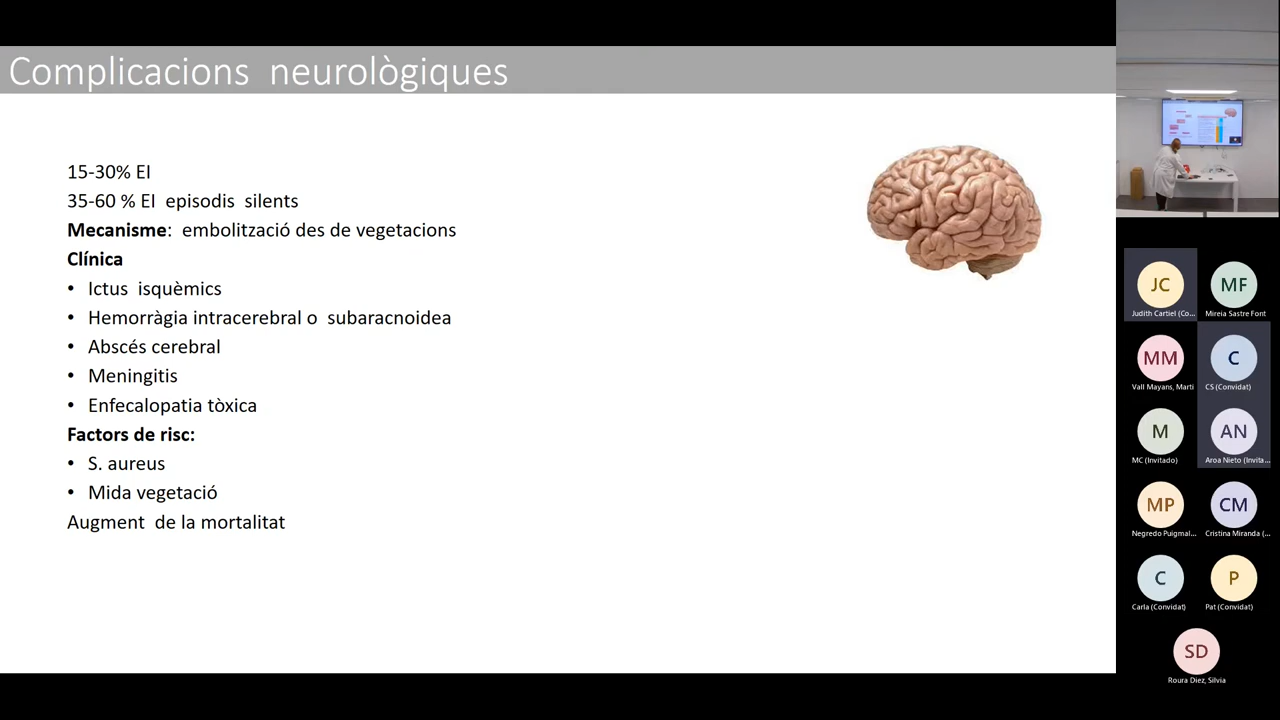 Complicacions neurològiques
15-30% EI
35-60 % EI episodis silents
Mecanisme: embolització des de vegetacions
Clínica
• Ictus isquèmics
• Hemorràgia intracerebral o subaracnoidea
• Abscés cerebral
• Meningitis
• Enfecalopatia tòxica
Factors de risc:
• S. aureus
• Mida vegetació
Augment de la mortalitat
JC
MF
Judith Cartiel (Co...
Mireia Sastre Font
MM
C
Vall Mayans, Marti
CS (Convidat)
M
AN
MC (Invitado)
Aroa Nieto (Invita...
MP
CM
Negredo Puigmal...
Cristina Miranda (...
C
P
Carla (Convidat)
Pat (Convidat)
SD
Roura Diez, Silvia